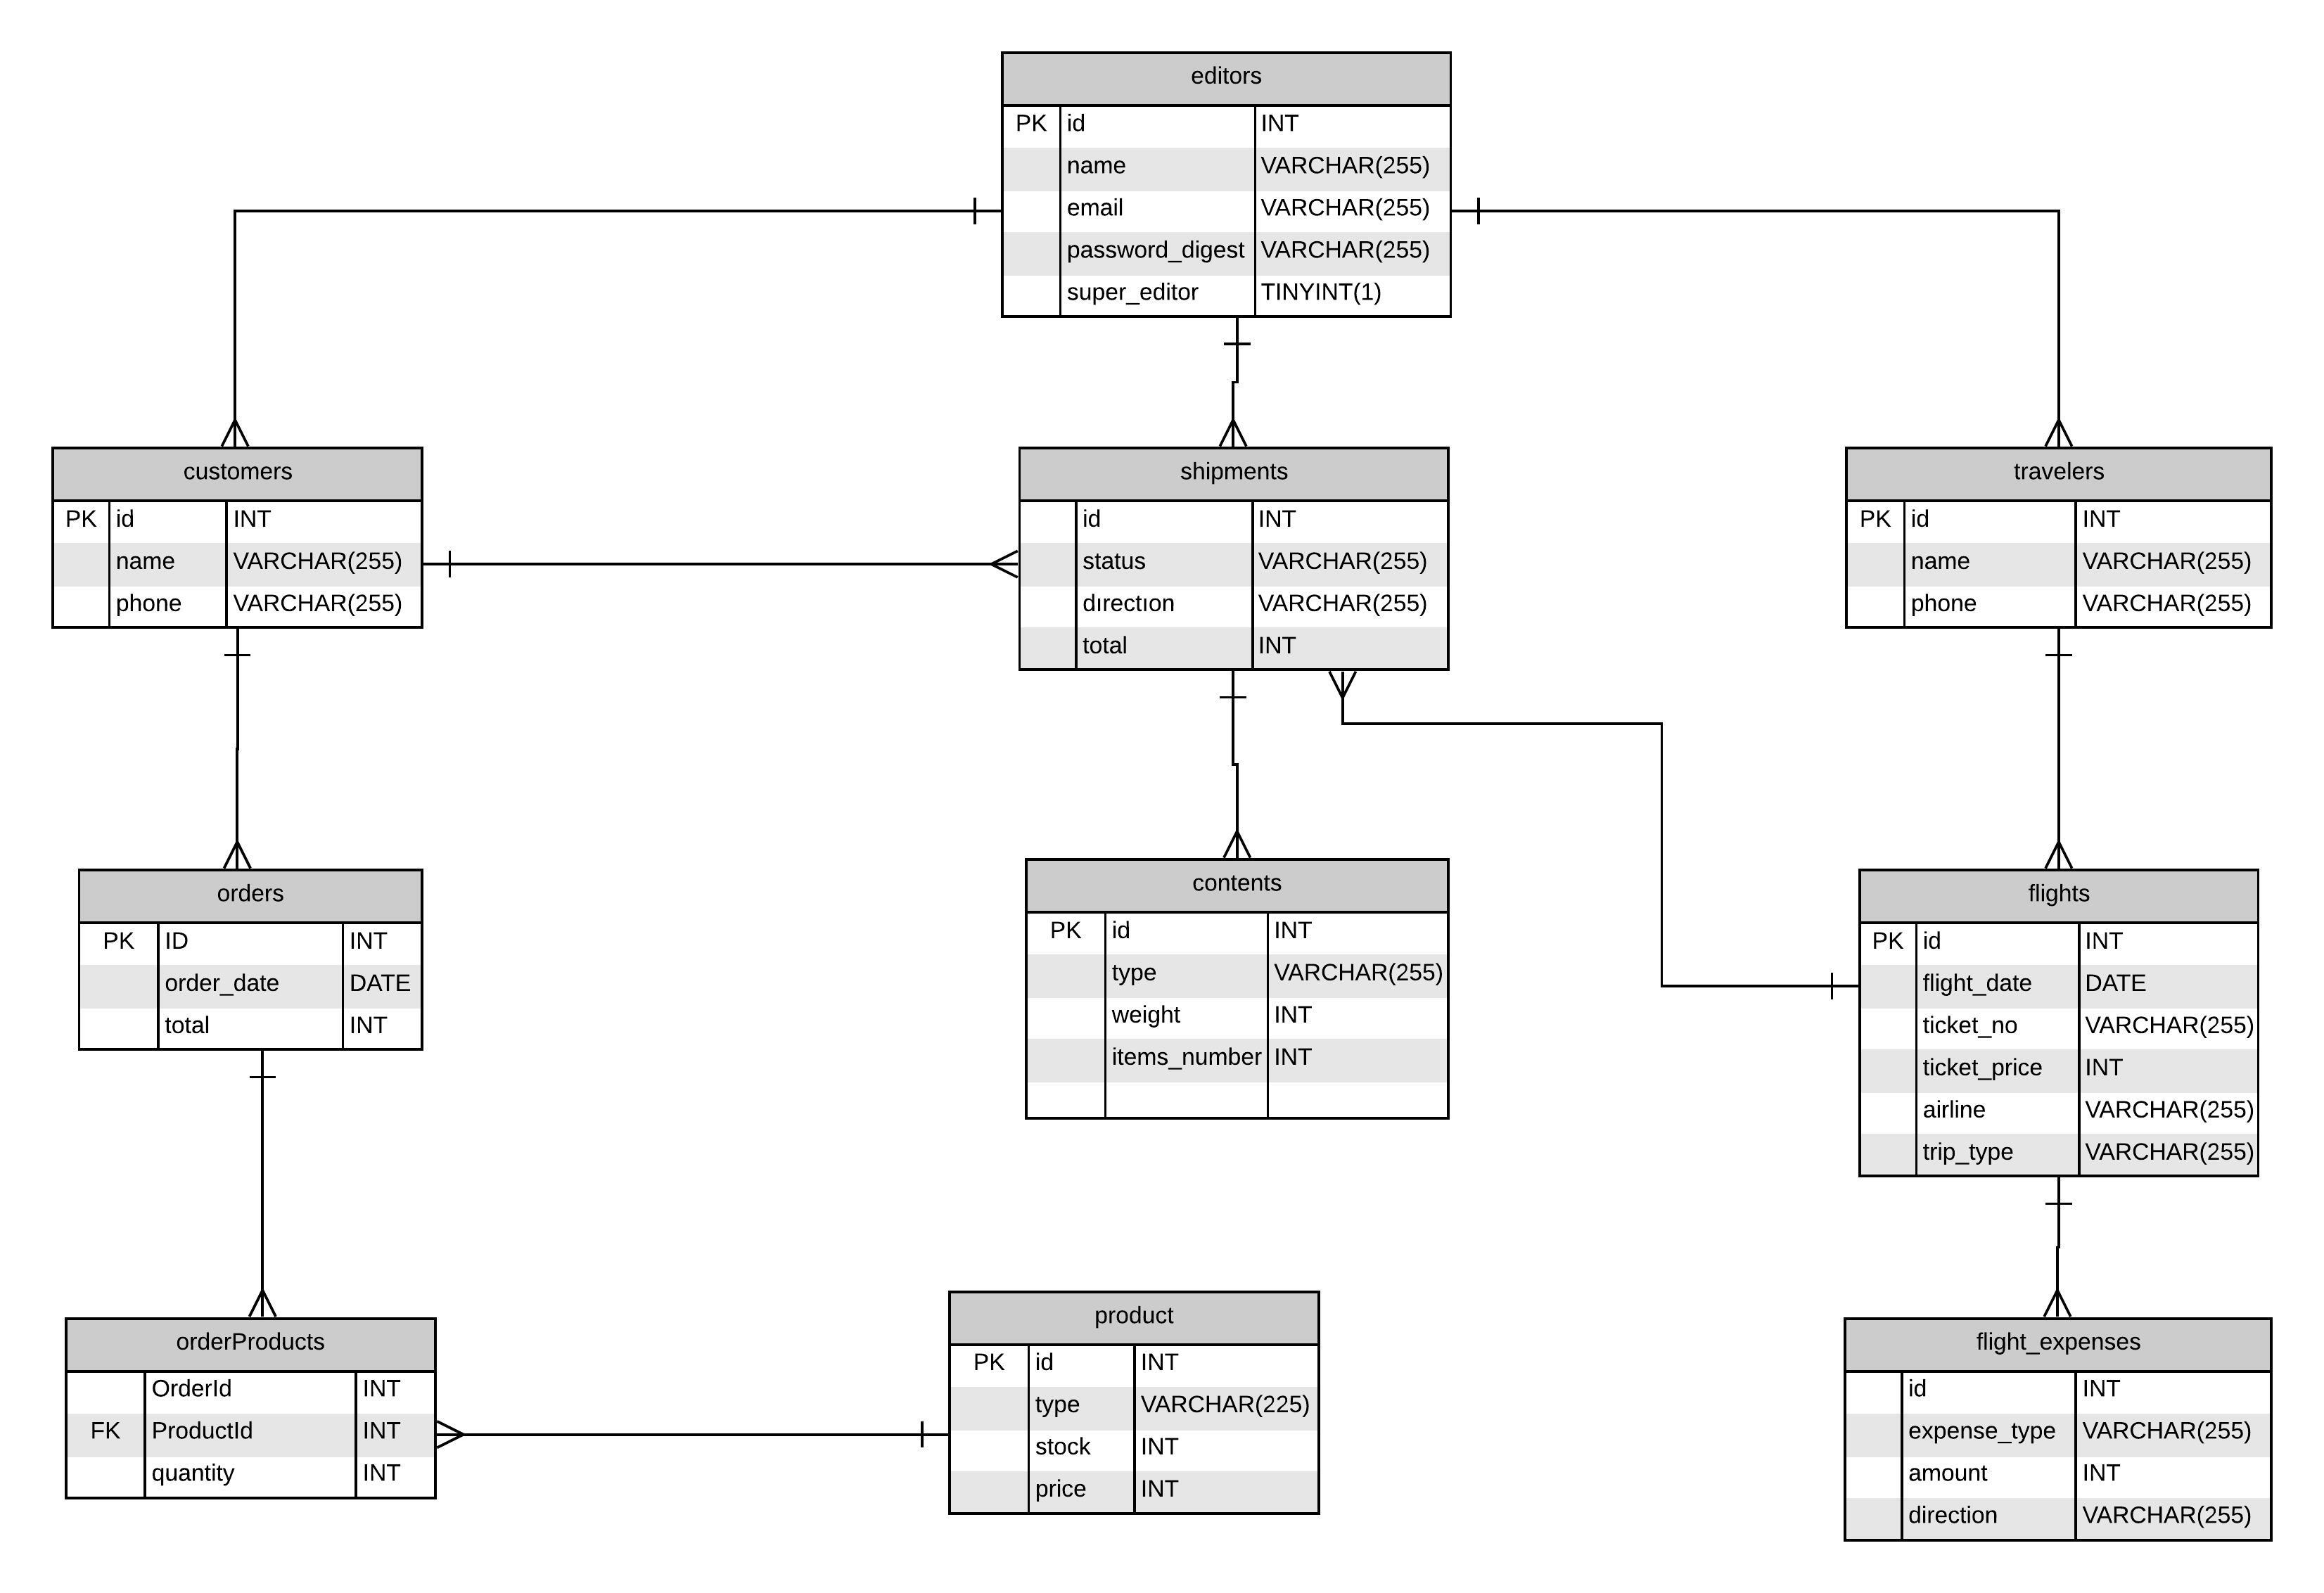 editors
PK id INT
name VARCHAR(255)
email VARCHAR(255)
password_digest VARCHAR(255)
super_editor TINYINT(1)
customers
PK id INT
name VARCHAR(255)
phone VARCHAR(255)
shipments
id INT
status VARCHAR(255)
dırectıon VARCHAR(255)
total INT
travelers
PK id INT
name VARCHAR(255)
phone VARCHAR(255)
orders
PK ID INT
order_date DATE
total INT
contents
PK id INT
type VARCHAR(255)
weight INT
items_number INT
flights
PK id INT
flight_date DATE
ticket_no VARCHAR(255)
ticket_price INT
airline VARCHAR(255)
trip_type VARCHAR(255)
orderProducts
OrderId INT
FK ProductId INT
quantity INT
product
PK id INT
type VARCHAR(225)
stock INT
price INT
flight_expenses
id INT
expense_type VARCHAR(255)
amount INT
direction VARCHAR(255)